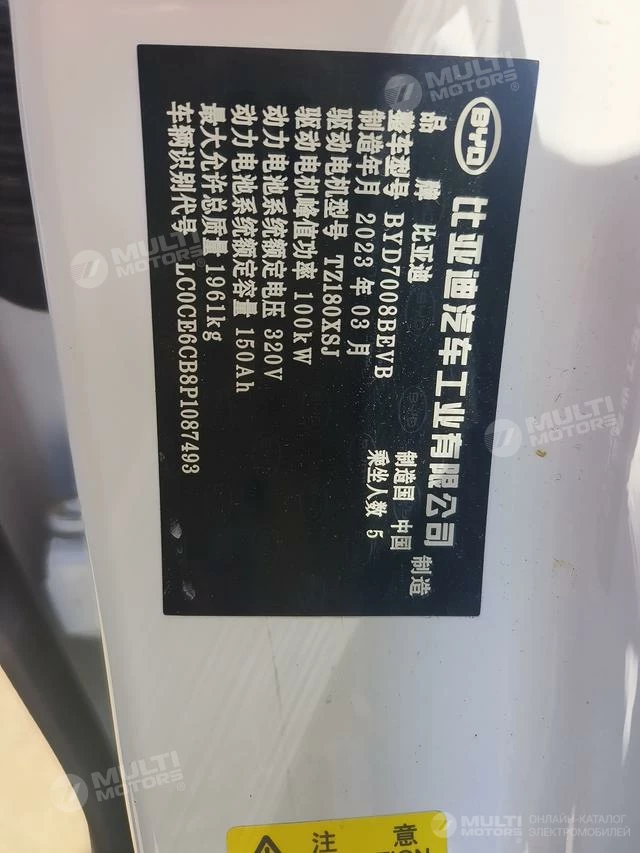 BYD 比亚迪汽车工业有限公司 制造
品 牌 比亚迪 制造国 中国
整车型号 BYD7008BEVB 乘坐人数 5
制造年月 2023 年 03 月
驱动电机型号 TZ180XSJ
驱动电机峰值功率 100kW
动力电池系统额定电压 320V
动力电池系统额定容量 150Ah
最大允许总质量 1961kg
车辆识别代号 LC0CE6CB8P1087493
注 意
MULTI MOTORS®
MULTI MOTORS®
MULTI MOTORS®
MULTI MOTORS®
MULTI MOTORS ОНЛАЙН-КАТАЛОГ
ЭЛЕКТРОМОБИЛЕЙ